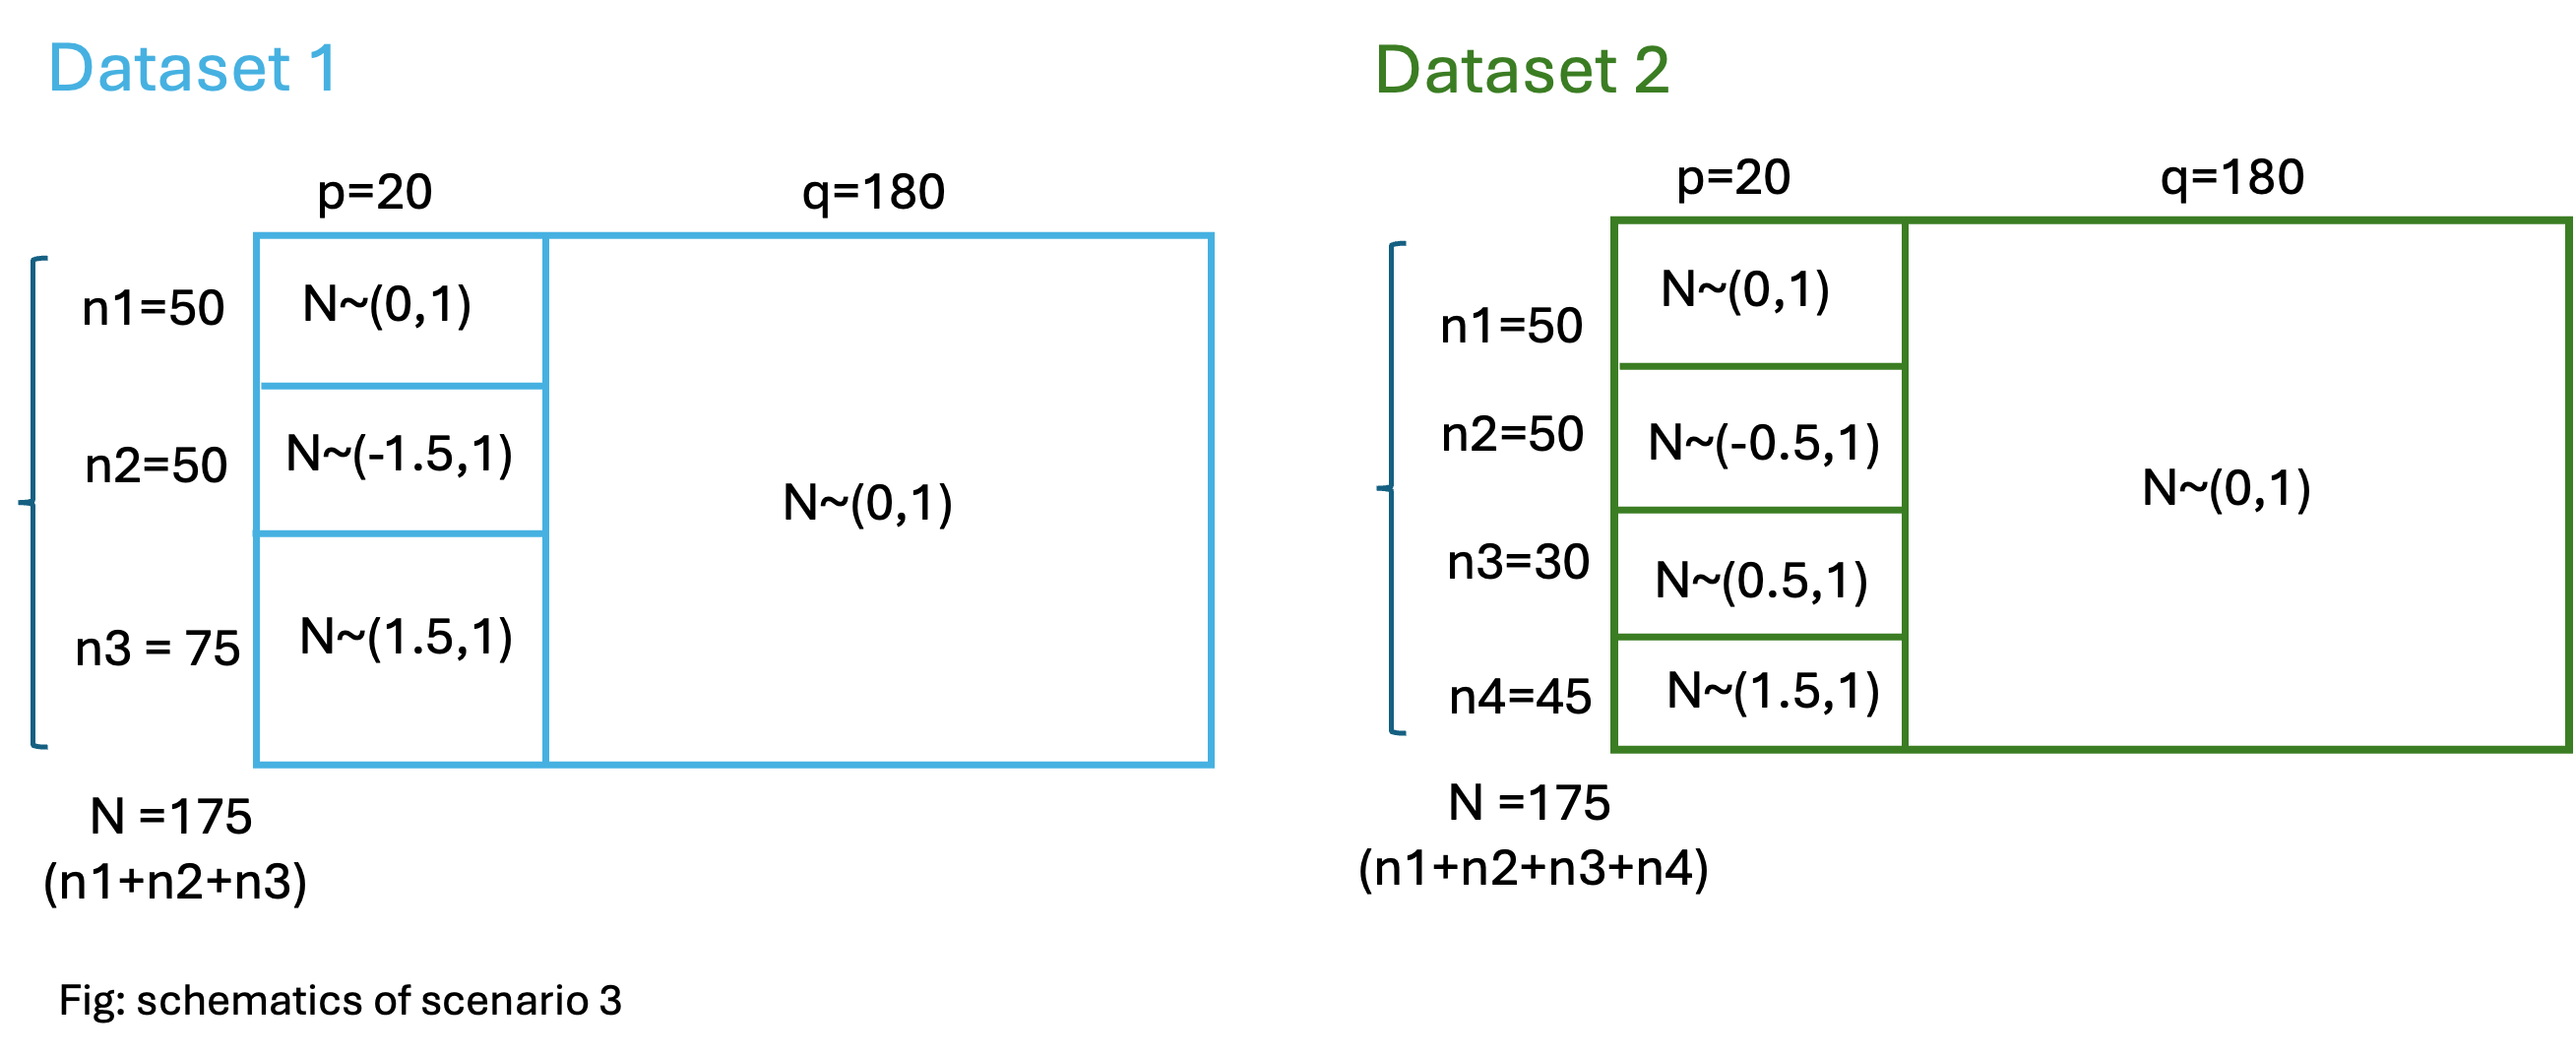 Dataset 1
p=20
q=180
n1=50
N~(0,1)
n2=50
N~(-1.5,1)
n3 = 75
N~(1.5,1)
N~(0,1)
N =175
(n1+n2+n3)
Dataset 2
p=20
q=180
n1=50
N~(0,1)
n2=50
N~(-0.5,1)
n3=30
N~(0.5,1)
n4=45
N~(1.5,1)
N~(0,1)
N =175
(n1+n2+n3+n4)
Fig: schematics of scenario 3